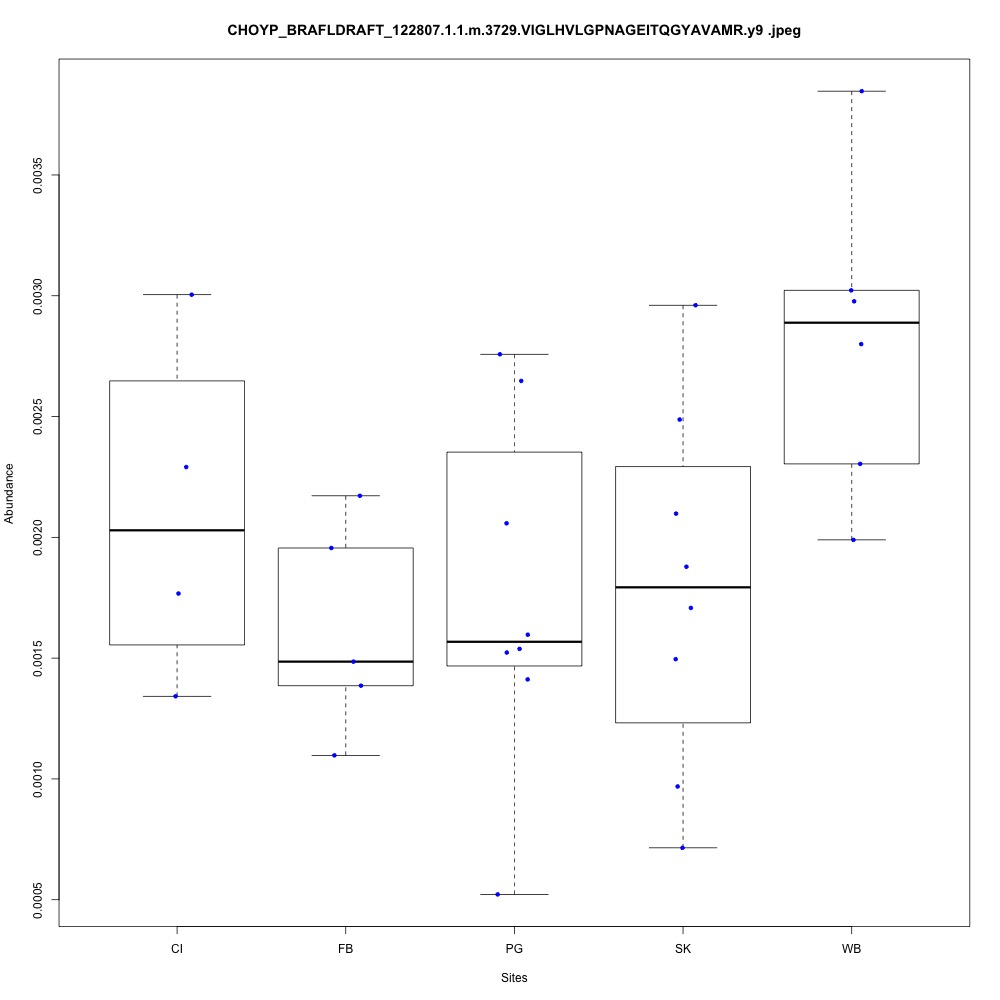 CHOYP_BRAFLDRAFT_122807.1.1.m.3729.VIGLHVLGPNAGEITQGYAVAMR.y9 .jpeg
0.0035
0.0030
0.0025
0.0020
0.0015
0.0010
0.0005
Abundance
CI FB PG SK WB
Sites